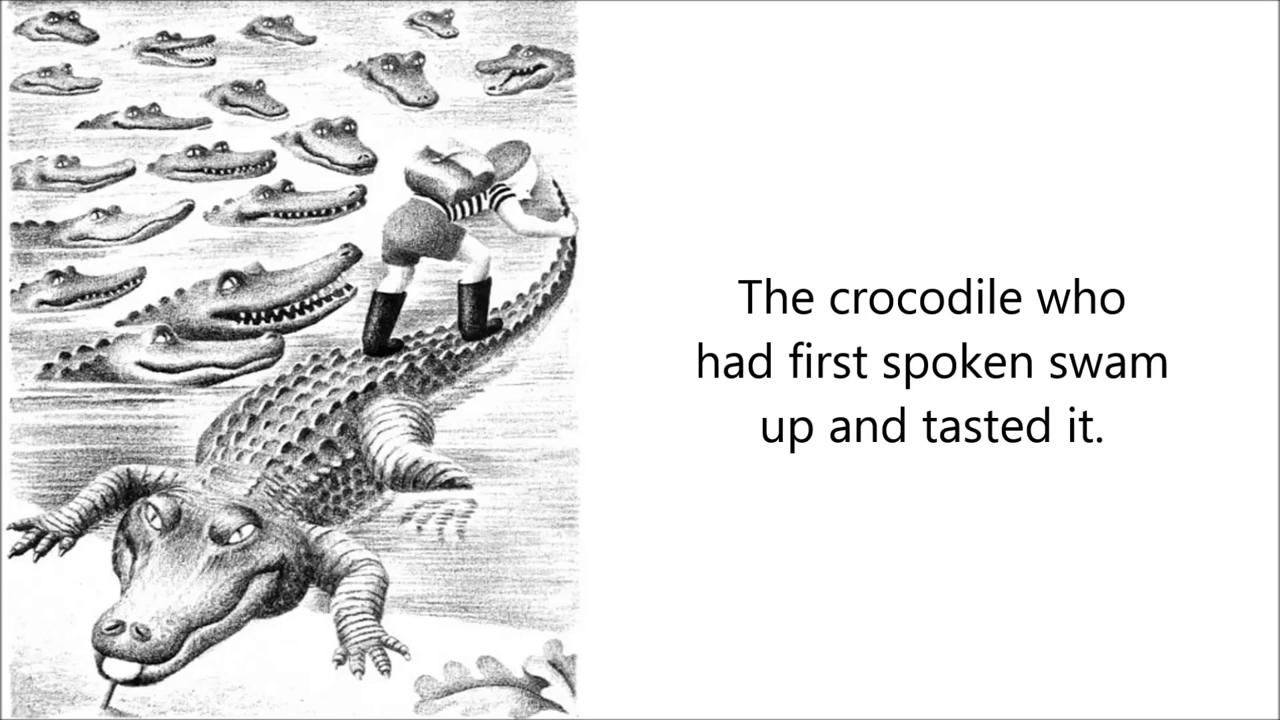 The crocodile who
had first spoken swam
up and tasted it.